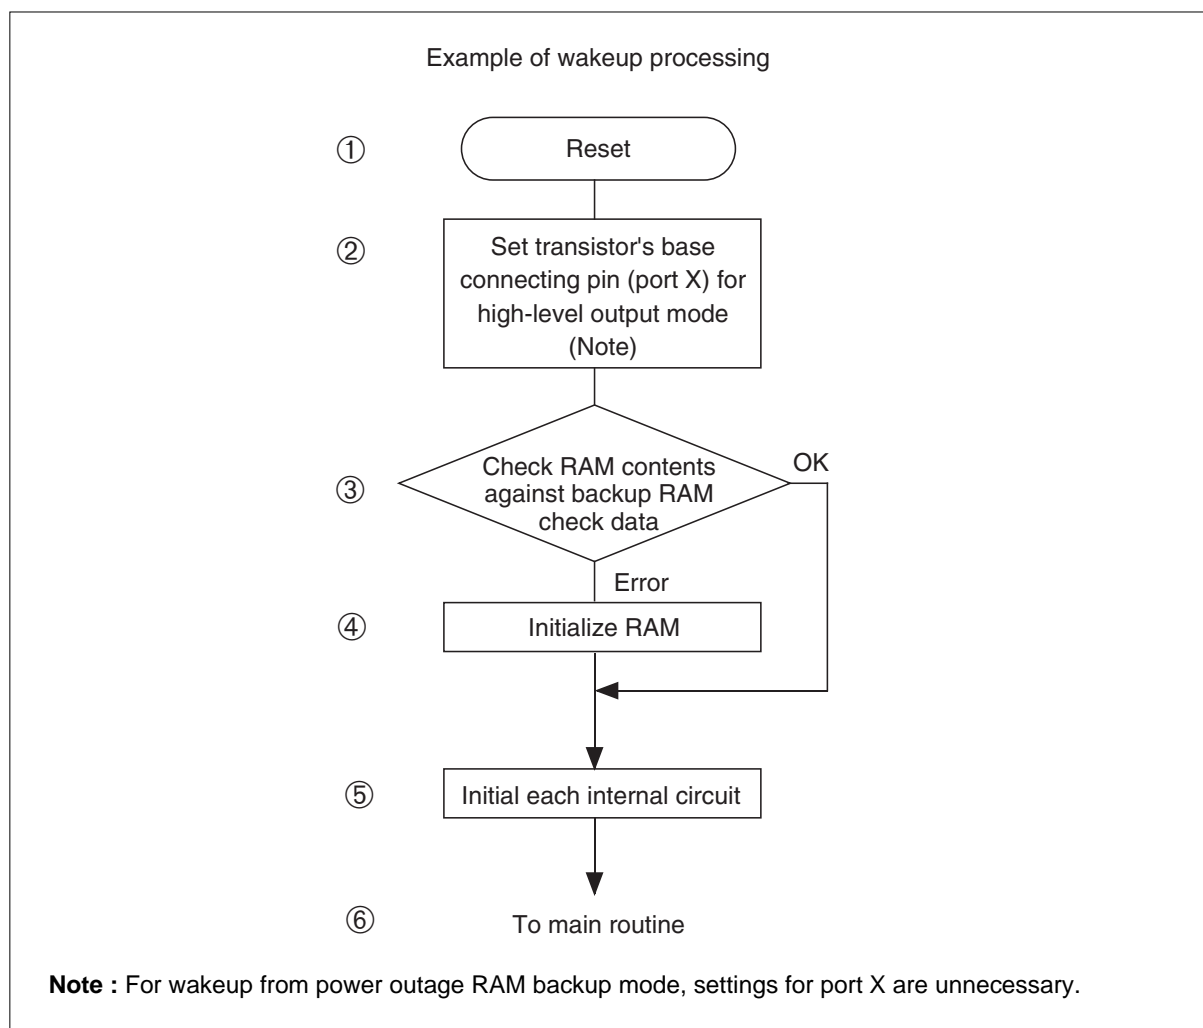 Example of wakeup processing
①
Reset
②
Set transistor's base
connecting pin (port X) for
high-level output mode
(Note)
③
Check RAM contents
against backup RAM
check data
OK
Error
④
Initialize RAM
⑤
Initial each internal circuit
⑥
To main routine
Note : For wakeup from power outage RAM backup mode, settings for port X are unnecessary.